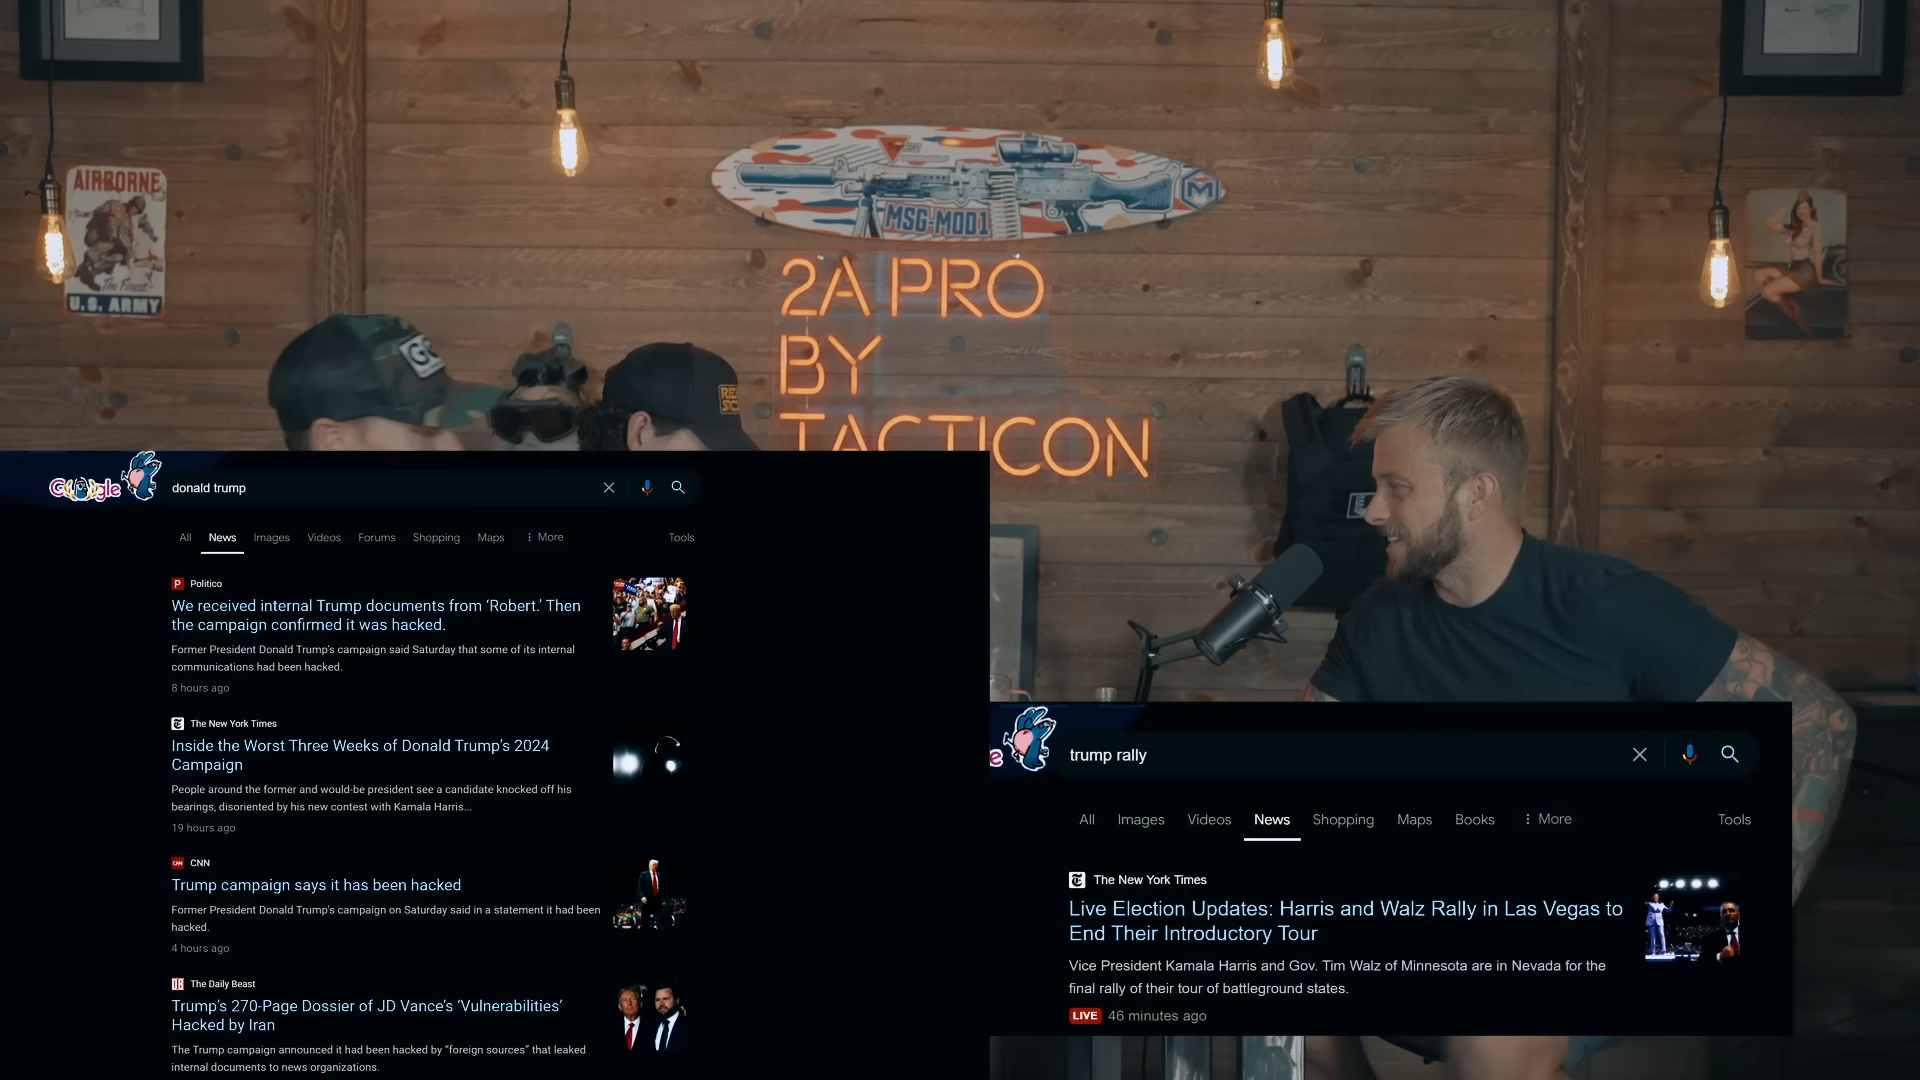 AIRBORNE
The Finest
U.S. ARMY
MSG-MOD1
M
2A PRO
BY
TACTICON
Google
donald trump
All News Images Videos Forums Shopping Maps More Tools
Politico
We received internal Trump documents from ‘Robert.’ Then
the campaign confirmed it was hacked.
Former President Donald Trump's campaign said Saturday that some of its internal
communications had been hacked.
8 hours ago
The New York Times
Inside the Worst Three Weeks of Donald Trump’s 2024
Campaign
People around the former and would-be president see a candidate knocked off his
bearings, disoriented by his new contest with Kamala Harris...
19 hours ago
CNN
Trump campaign says it has been hacked
Former President Donald Trump's campaign on Saturday said in a statement it had been
hacked.
4 hours ago
The Daily Beast
Trump’s 270-Page Dossier of JD Vance’s ‘Vulnerabilities’
Hacked by Iran
The Trump campaign announced it had been hacked by “foreign sources” that leaked
internal documents to news organizations.
e
trump rally
All Images Videos News Shopping Maps Books More Tools
The New York Times
Live Election Updates: Harris and Walz Rally in Las Vegas to
End Their Introductory Tour
Vice President Kamala Harris and Gov. Tim Walz of Minnesota are in Nevada for the
final rally of their tour of battleground states.
LIVE 46 minutes ago